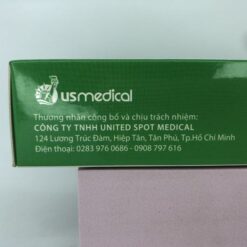 usmedical
Thương nhân công bố và chịu trách nhiệm:
CÔNG TY TNHH UNITED SPOT MEDICAL
124 Lương Trúc Đàm, Hiệp Tân, Tân Phú, Tp.Hồ Chí Minh
Điện thoại: 0283 976 0686 - 0908 797 616